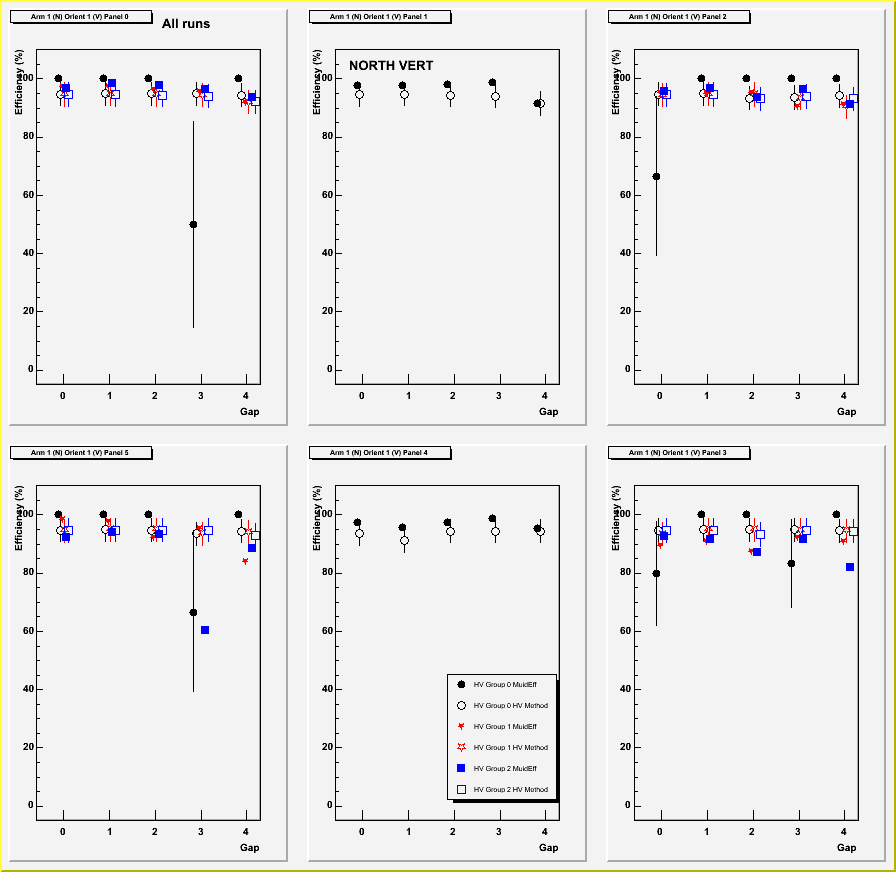 Arm 1 (N) Orient 1 (V) Panel 0
All runs
Efficiency (%)
100
80
60
40
20
0
0 1 2 3 4
Gap
Arm 1 (N) Orient 1 (V) Panel 1
NORTH VERT
Efficiency (%)
100
80
60
40
20
0
0 1 2 3 4
Gap
Arm 1 (N) Orient 1 (V) Panel 2
Efficiency (%)
100
80
60
40
20
0
0 1 2 3 4
Gap
Arm 1 (N) Orient 1 (V) Panel 5
Efficiency (%)
100
80
60
40
20
0
0 1 2 3 4
Gap
Arm 1 (N) Orient 1 (V) Panel 4
Efficiency (%)
100
80
60
40
20
0
HV Group 0 MuidEff
HV Group 0 HV Method
HV Group 1 MuidEff
HV Group 1 HV Method
HV Group 2 MuidEff
HV Group 2 HV Method
0 1 2 3 4
Gap
Arm 1 (N) Orient 1 (V) Panel 3
Efficiency (%)
100
80
60
40
20
0
0 1 2 3 4
Gap